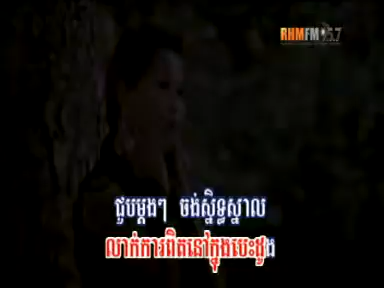 RHMFM 95.7
ជួបម្ដងៗ ចង់ស្និទ្ធស្នាល
លាក់ការពិតនៅក្នុងបេះដូង